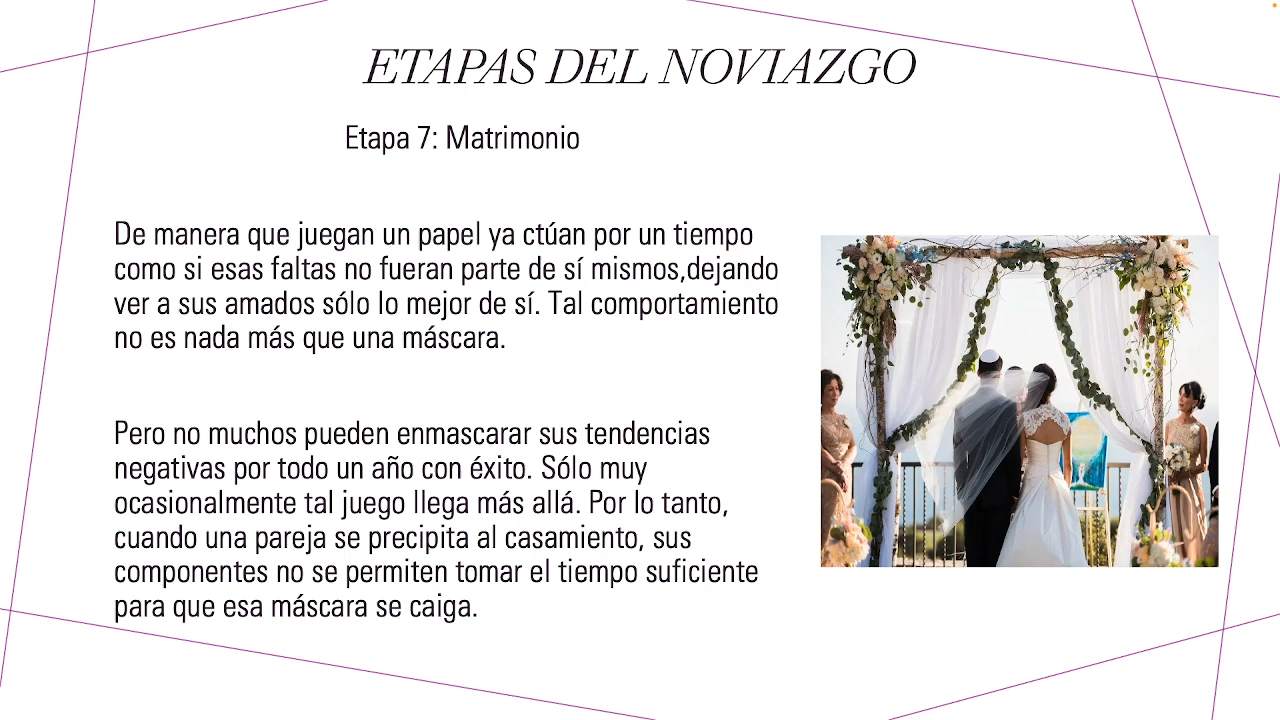 ETAPAS DEL NOVIAZGO
Etapa 7: Matrimonio
De manera que juegan un papel ya ctúan por un tiempo
como si esas faltas no fueran parte de sí mismos,dejando
ver a sus amados sólo lo mejor de sí. Tal comportamiento
no es nada más que una máscara.
Pero no muchos pueden enmascarar sus tendencias
negativas por todo un año con éxito. Sólo muy
ocasionalmente tal juego llega más allá. Por lo tanto,
cuando una pareja se precipita al casamiento, sus
componentes no se permiten tomar el tiempo suficiente
para que esa máscara se caiga.